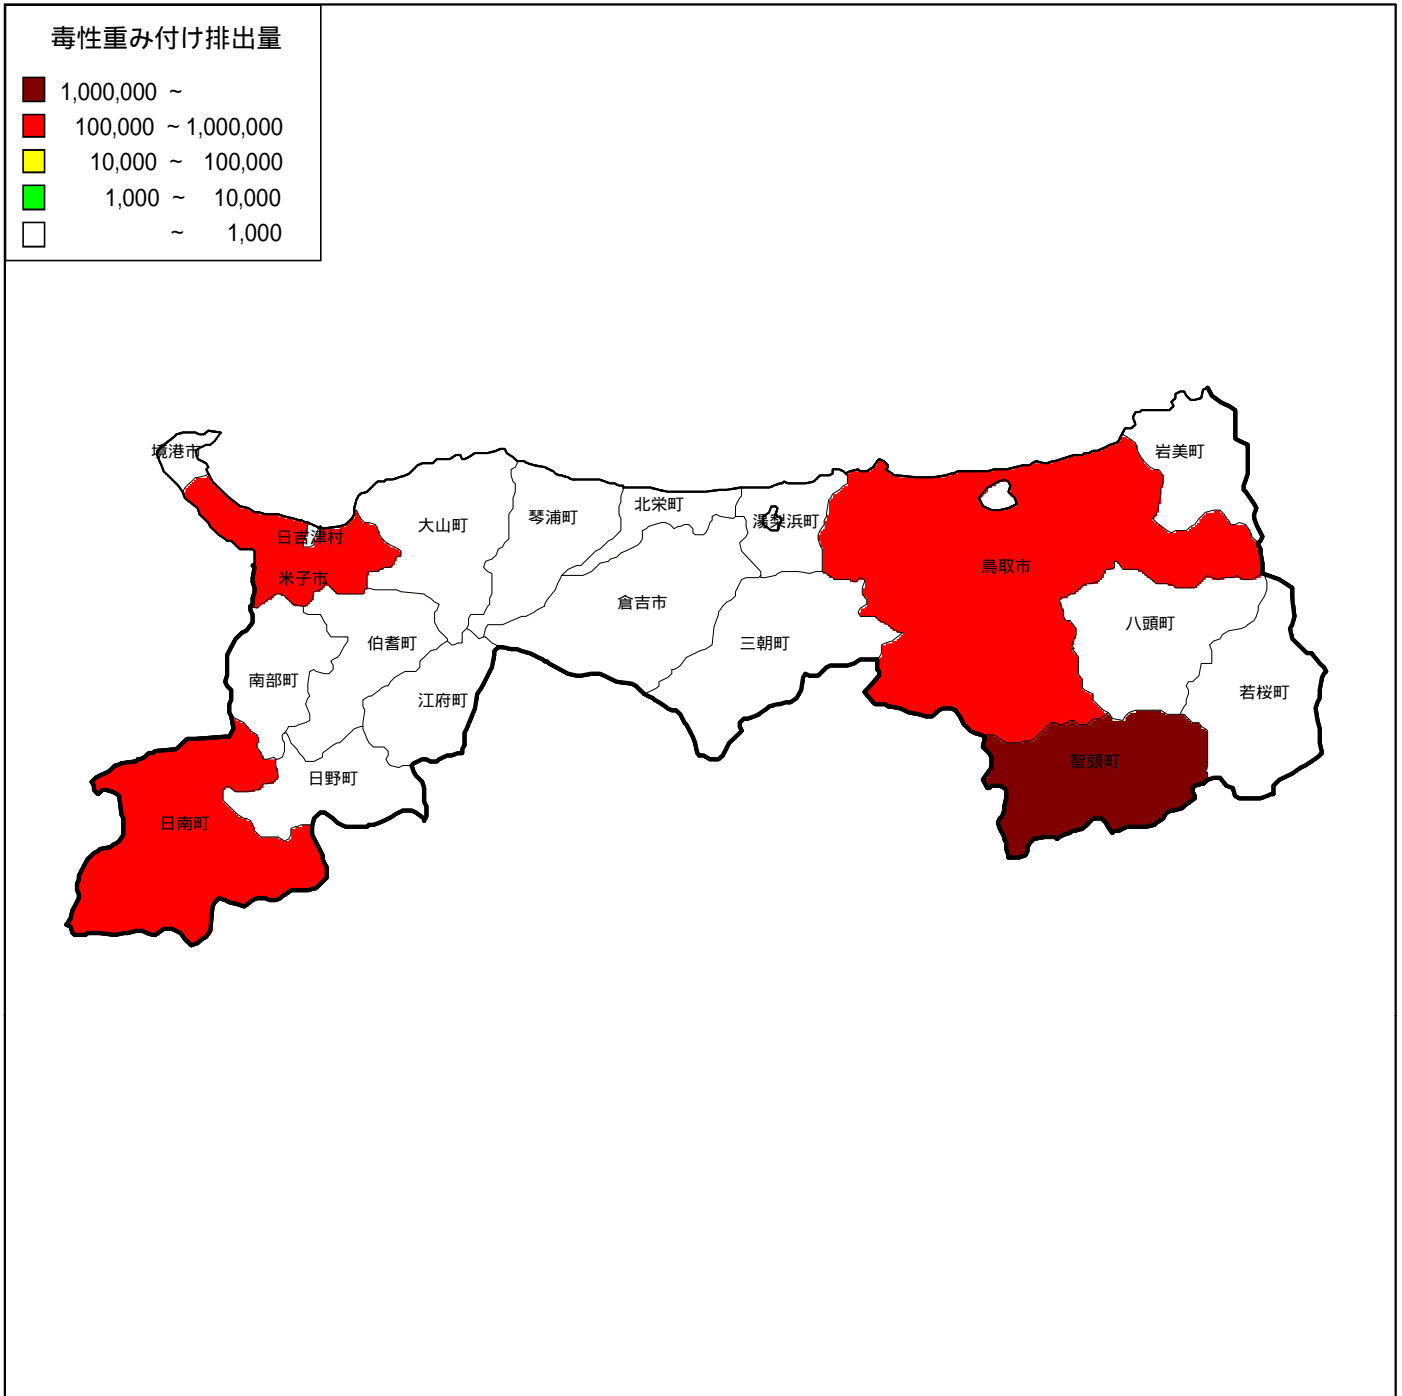 毒性重み付け排出量
1,000,000 ~
100,000 ~ 1,000,000
10,000 ~ 100,000
1,000 ~ 10,000
~ 1,000
境港市
岩美町
大山町
琴浦町
北栄町
湯梨浜町
日吉津村
鳥取市
米子市
倉吉市
八頭町
伯耆町
三朝町
南部町
江府町
若桜町
智頭町
日野町
日南町